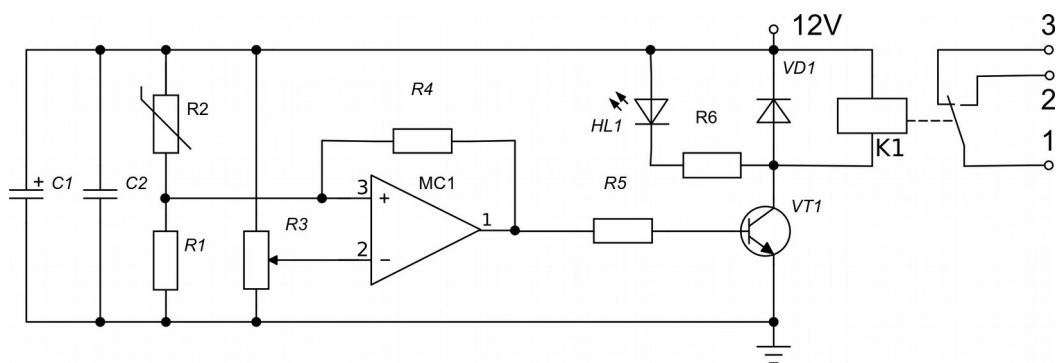 12V
3
VD1
R4
R2
HL1
R6
2
K1
+ C1
C2
MC1
R5
3 +
VT1
1
R1
R3
1
2 −